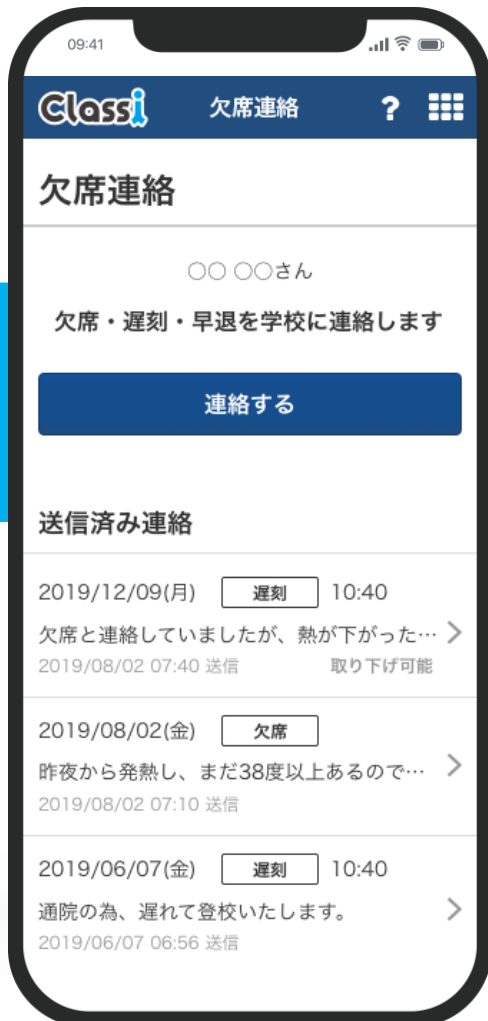 09:41
Classi 欠席連絡 ?
欠席連絡
○○ ○○さん
欠席・遅刻・早退を学校に連絡します
連絡する
送信済み連絡
2019/12/09(月) 遅刻 10:40
欠席と連絡していましたが、熱が下がった…
2019/08/02 07:40 送信 取り下げ可能
2019/08/02(金) 欠席
昨夜から発熱し、まだ38度以上あるので…
2019/08/02 07:10 送信
2019/06/07(金) 遅刻 10:40
通院の為、遅れて登校いたします。
2019/06/07 06:56 送信